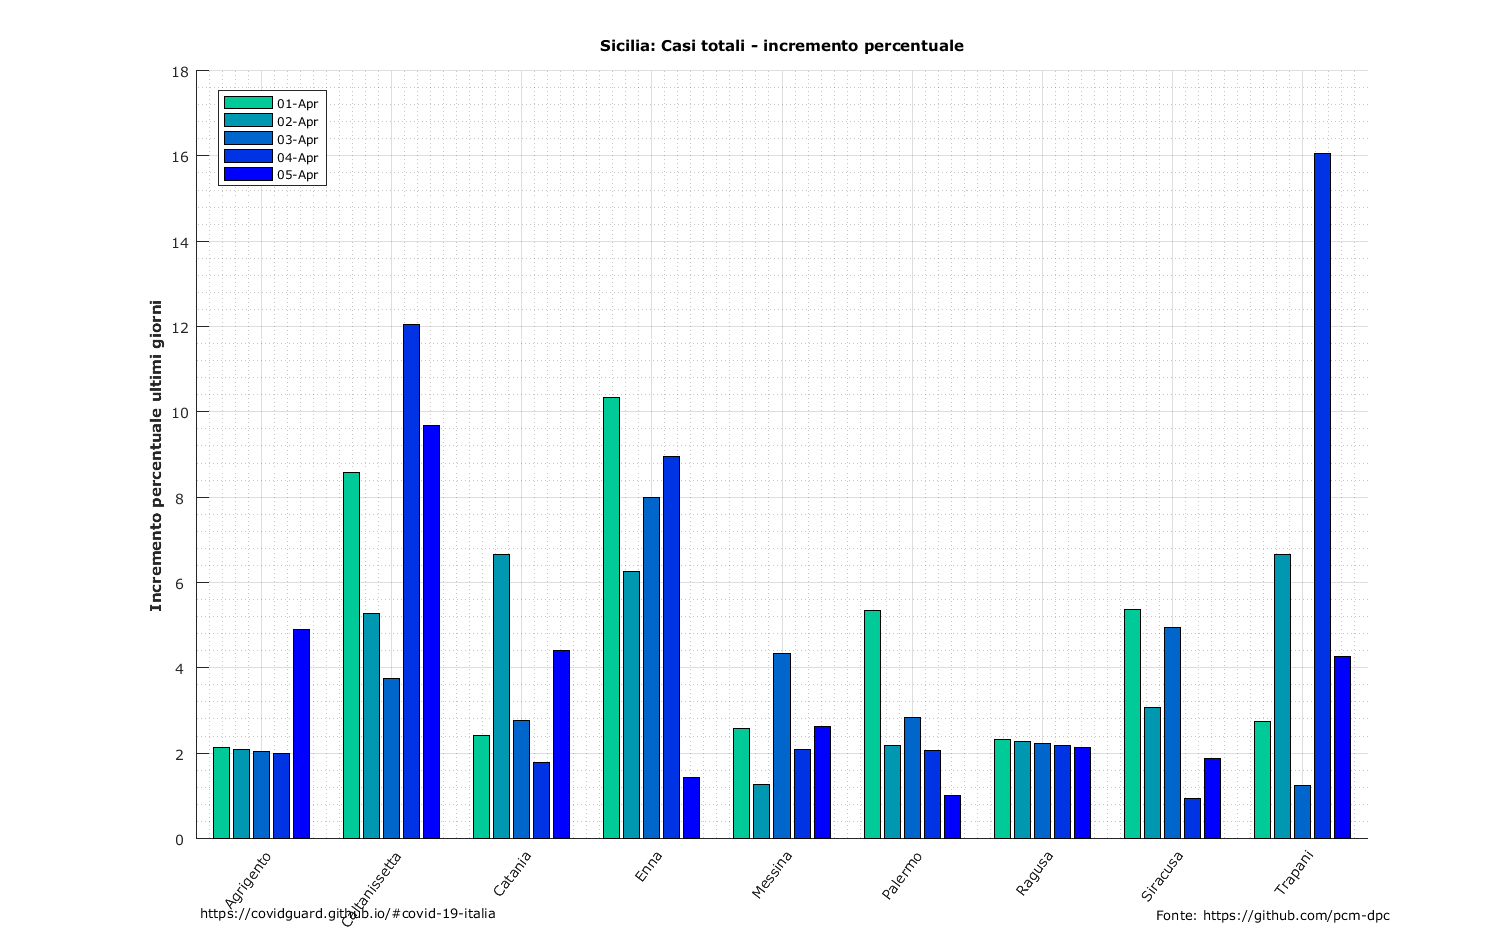 Sicilia: Casi totali - incremento percentuale
18
16
14
12
10
8
6
4
2
0
Incremento percentuale ultimi giorni
01-Apr
02-Apr
03-Apr
04-Apr
05-Apr
Agrigento
Caltanissetta
Catania
Enna
Messina
Palermo
Ragusa
Siracusa
Trapani
https://covidguard.github.io/#covid-19-italia
Fonte: https://github.com/pcm-dpc